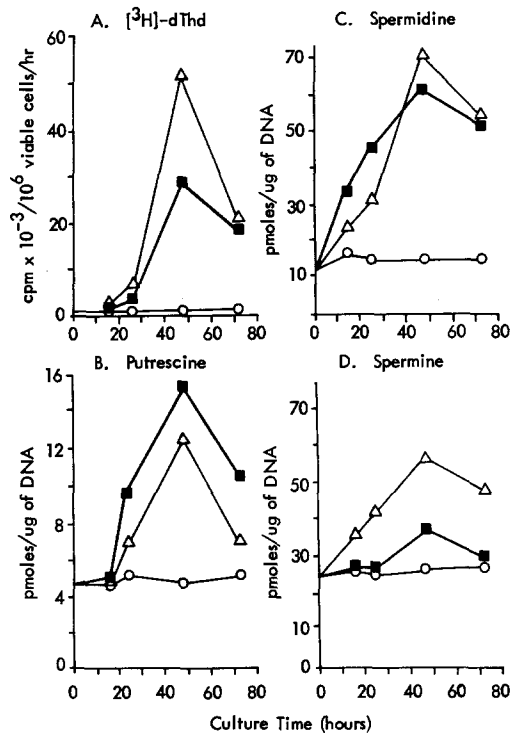 A. [³H]-dThd
cpm x 10⁻³/10⁶ viable cells/hr
60
40
20
0
0 20 40 60 80
C. Spermidine
pmoles/ug of DNA
70
50
30
10
0 20 40 60 80
B. Putrescine
pmoles/ug of DNA
16
12
8
4
0
0 20 40 60 80
D. Spermine
pmoles/ug of DNA
70
50
30
10
0
0 20 40 60 80
Culture Time (hours)